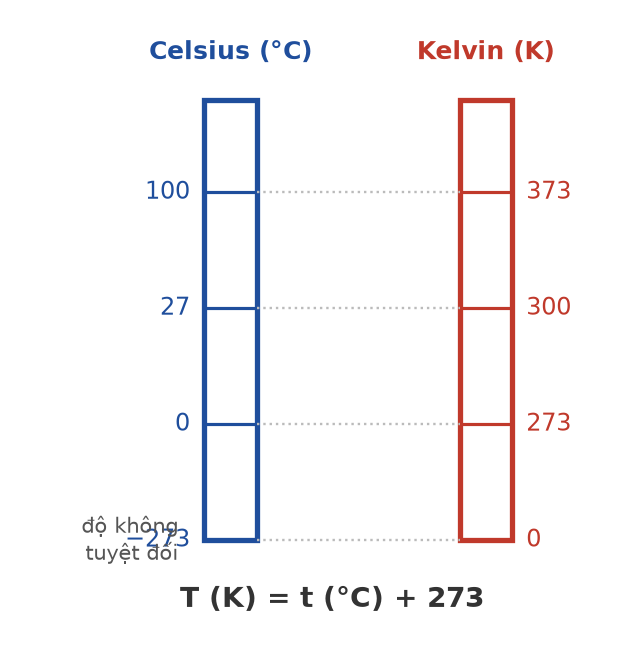 Celsius (°C)
Kelvin (K)
100
373
27
300
0
273
độ không
tuyệt đối
−273
0
T (K) = t (°C) + 273